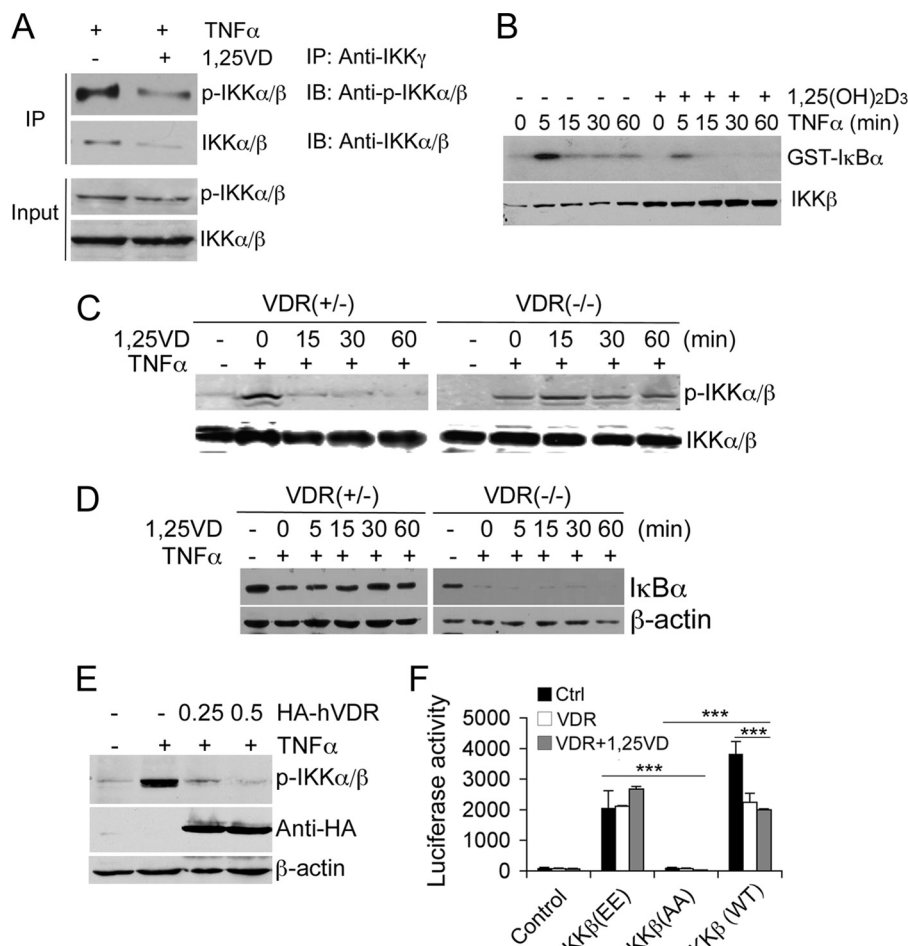 A
+ + TNFα
- + 1,25VD IP: Anti-IKKγ
IP
p-IKKα/β IB: Anti-p-IKKα/β
IKKα/β IB: Anti-IKKα/β
Input
p-IKKα/β
IKKα/β
B
- - - - - + + + + + 1,25(OH)2D3
0 5 15 30 60 0 5 15 30 60 TNFα (min)
GST-IκBα
IKKβ
C
VDR(+/-) VDR(-/-)
1,25VD - 0 15 30 60 - 0 15 30 60 (min)
TNFα - + + + + - + + + +
p-IKKα/β
IKKα/β
D
VDR(+/-) VDR(-/-)
1,25VD - 0 5 15 30 60 - 0 5 15 30 60 (min)
TNFα - + + + + + - + + + + +
IκBα
β-actin
E
- - 0.25 0.5 HA-hVDR
- + + + TNFα
p-IKKα/β
Anti-HA
β-actin
F
Ctrl
VDR
VDR+1,25VD
Luciferase activity
5000
4000
3000
2000
1000
0
***
***
***
Control
KKβ(EE)
KKβ(AA)
KKβ (WT)